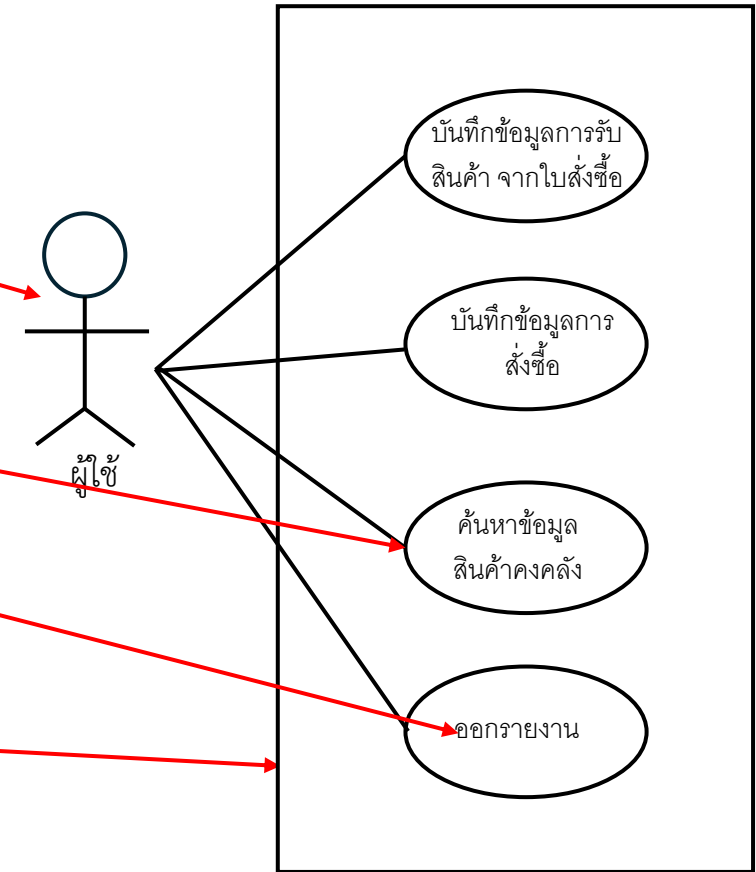 บันทึกข้อมูลการรับ
สินค้า จากใบสั่งซื้อ
บันทึกข้อมูลการ
สั่งซื้อ
ผู้ใช้
ค้นหาข้อมูล
สินค้าคงคลัง
ออกรายงาน